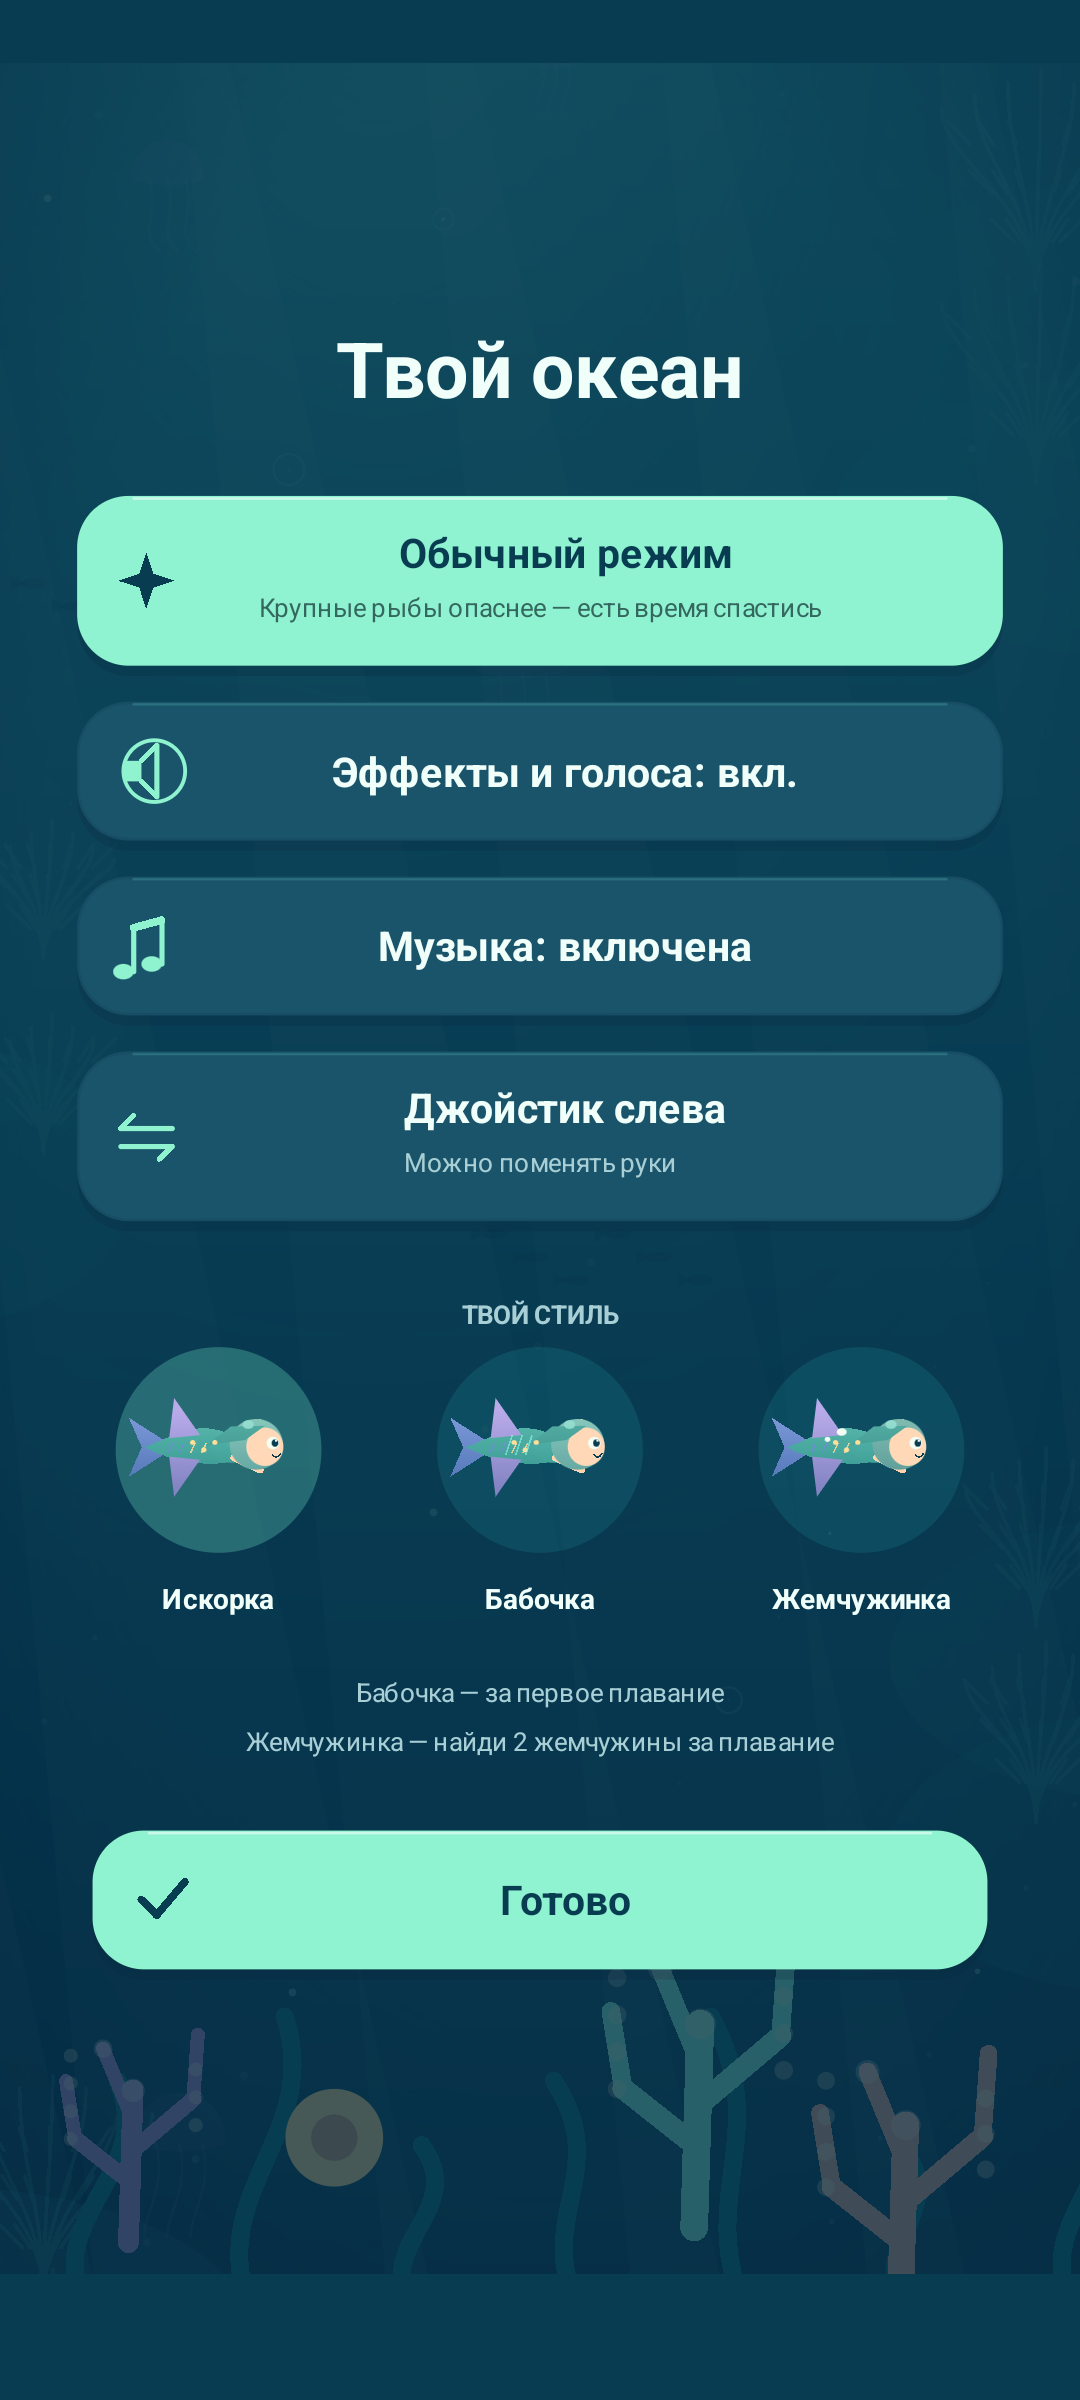 Твой океан
Обычный режим
Крупные рыбы опаснее — есть время спастись
Эффекты и голоса: вкл.
Музыка: включена
Джойстик слева
Можно поменять руки
ТВОЙ СТИЛЬ
Искорка
Бабочка
Жемчужинка
Бабочка — за первое плавание
Жемчужинка — найди 2 жемчужины за плавание
Готово